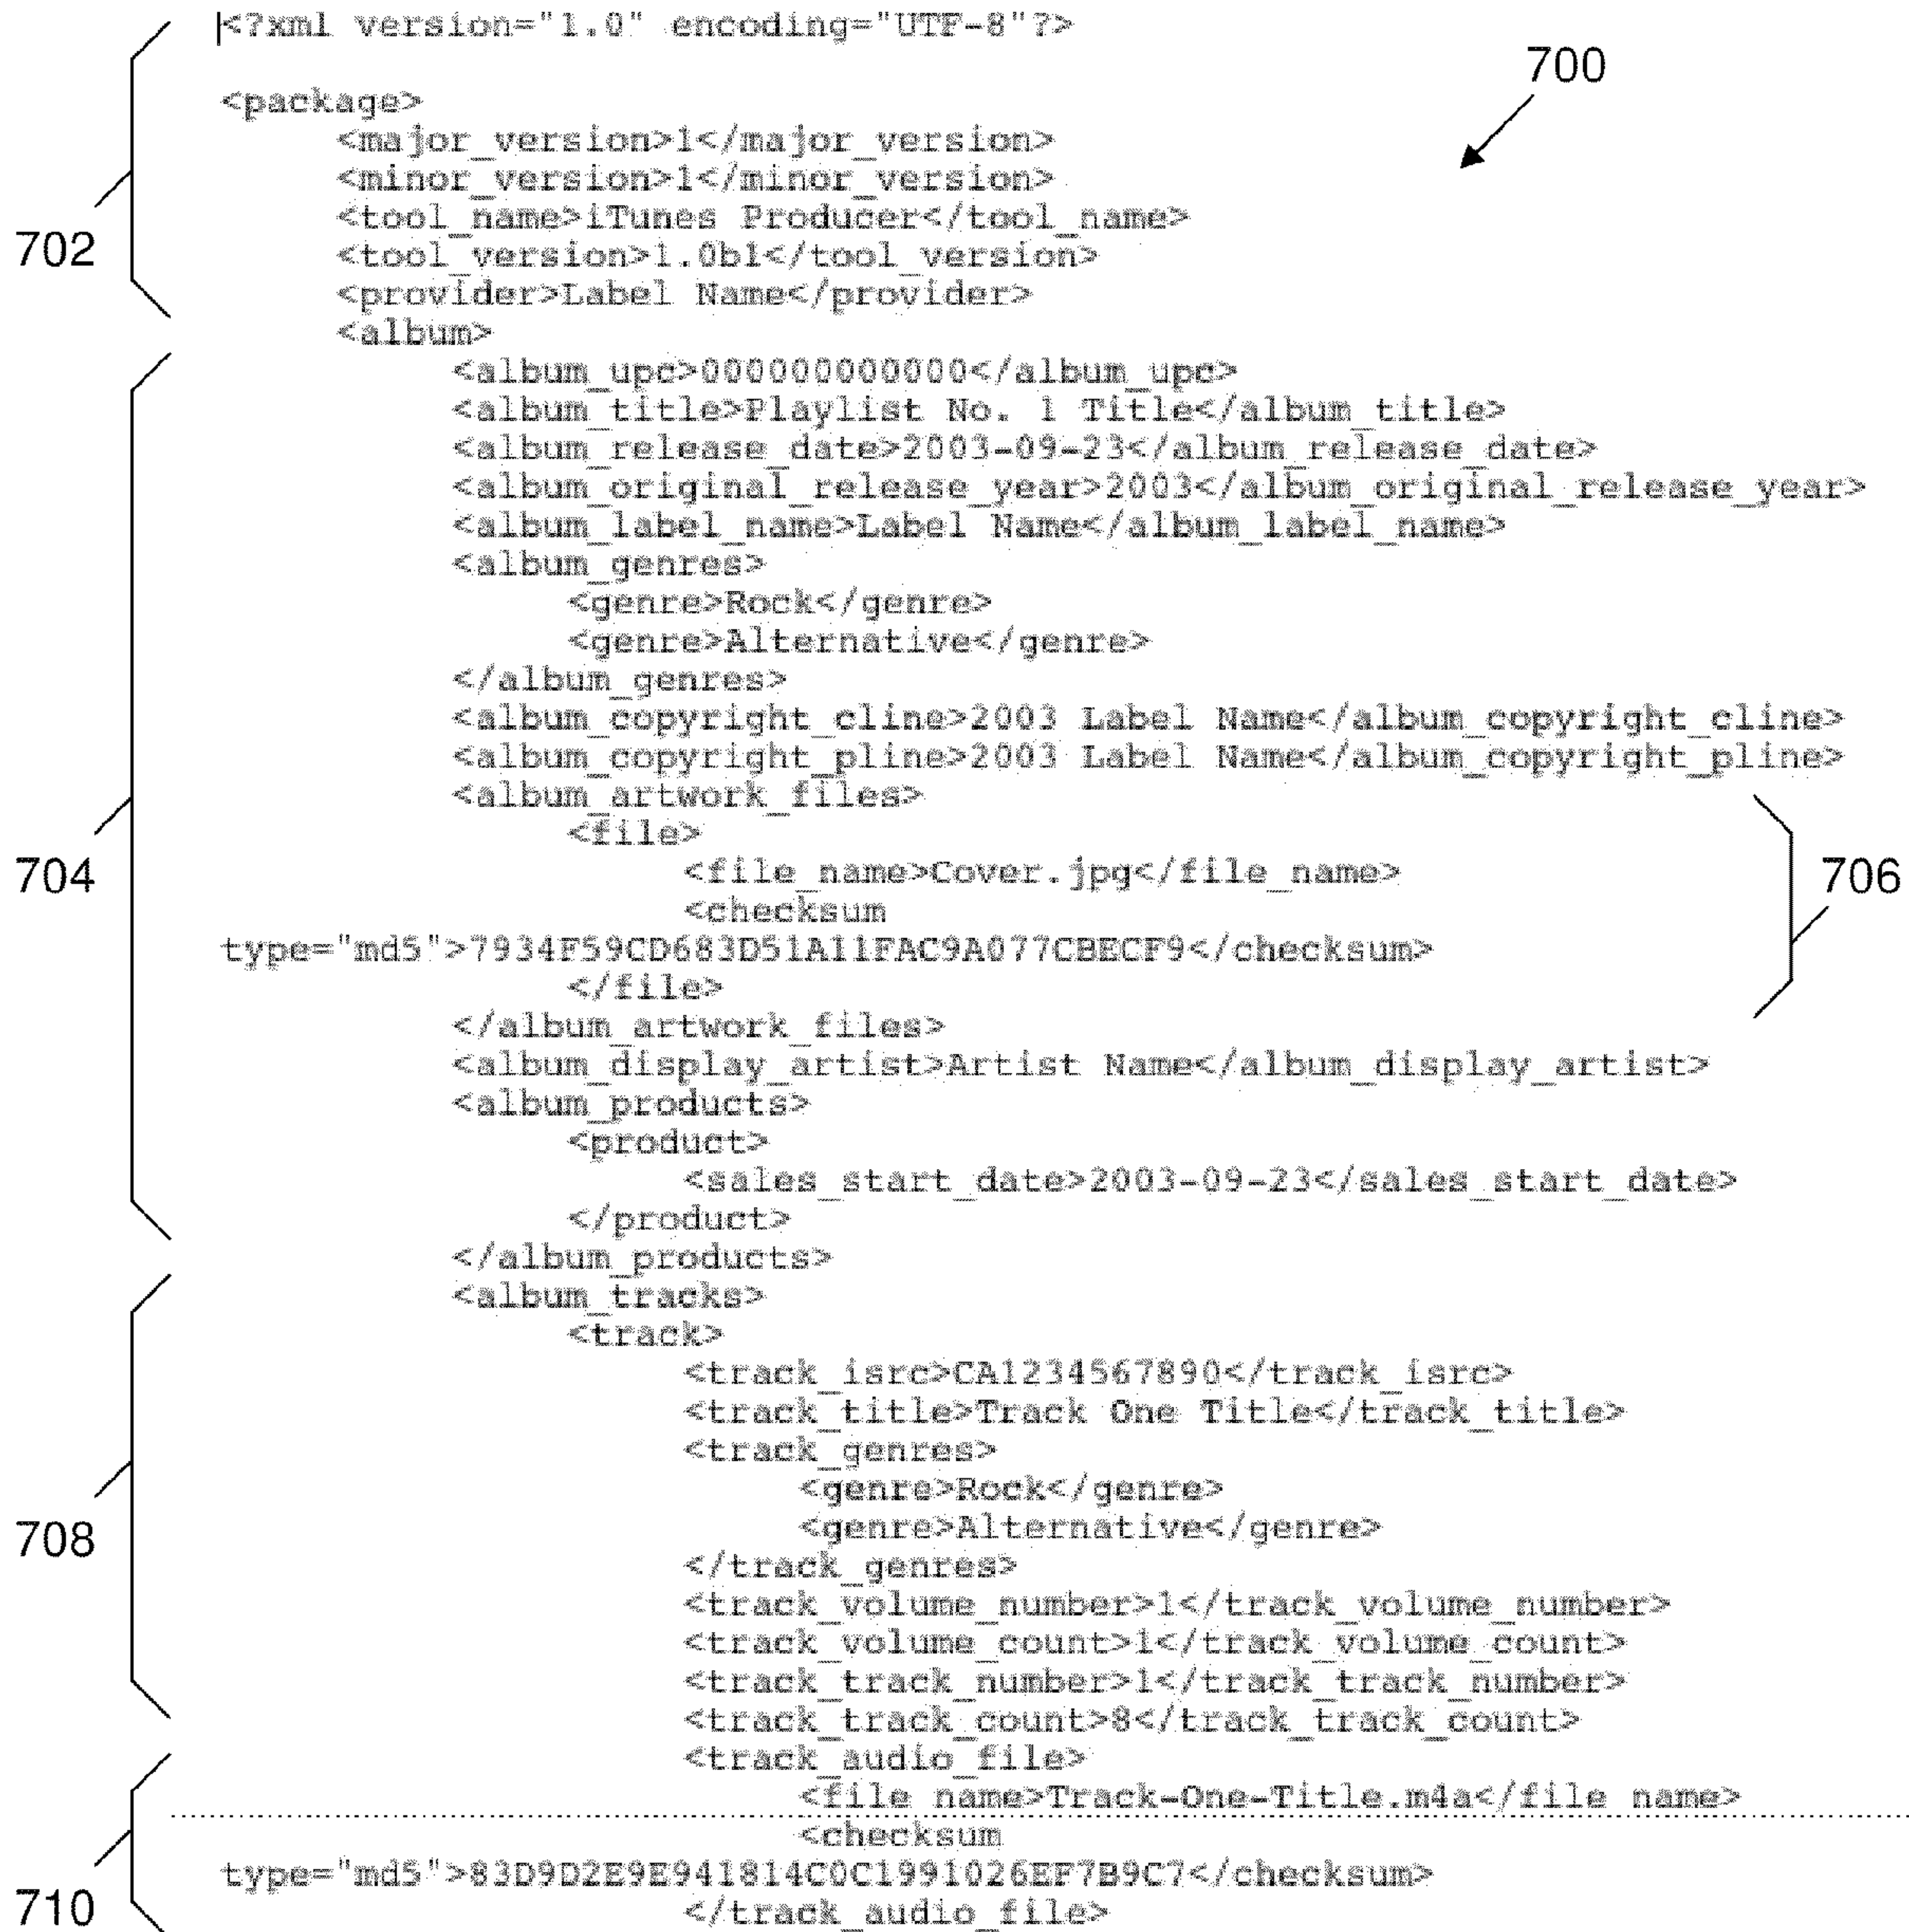 <?xml version="1.0" encoding="UTF-8"?>
700
<package>
<major_version>1</major_version>
<minor_version>1</minor_version>
<tool_name>iTunes Producer</tool_name>
702
<tool_version>1.0b1</tool_version>
<provider>Label Name</provider>
<album>
<album_upc>000000000000</album_upc>
<album_title>Playlist No. 1 Title</album_title>
<album_release_date>2003-09-23</album_release_date>
<album_original_release_year>2003</album_original_release_year>
<album_label_name>Label Name</album_label_name>
<album_genres>
<genre>Rock</genre>
<genre>Alternative</genre>
</album_genres>
<album_copyright_cline>2003 Label Name</album_copyright_cline>
<album_copyright_pline>2003 Label Name</album_copyright_pline>
<album_artwork_files>
<file>
704
<file_name>Cover.jpg</file_name>
706
<checksum
type="md5">7934F59CD683D51A11FAC9A077CBECF9</checksum>
</file>
</album_artwork_files>
<album_display_artist>Artist Name</album_display_artist>
<album_products>
<product>
<sales_start_date>2003-09-23</sales_start_date>
</product>
</album_products>
<album_tracks>
<track>
<track_isrc>CA1234567890</track_isrc>
<track_title>Track One Title</track_title>
<track_genres>
<genre>Rock</genre>
708
<genre>Alternative</genre>
</track_genres>
<track_volume_number>1</track_volume_number>
<track_volume_count>1</track_volume_count>
<track_track_number>1</track_track_number>
<track_track_count>8</track_track_count>
<track_audio_file>
<file_name>Track-One-Title.m4a</file_name>
<checksum
type="md5">83D9D2E9E941814C0C1991026EF7B9C7</checksum>
710
</track_audio_file>